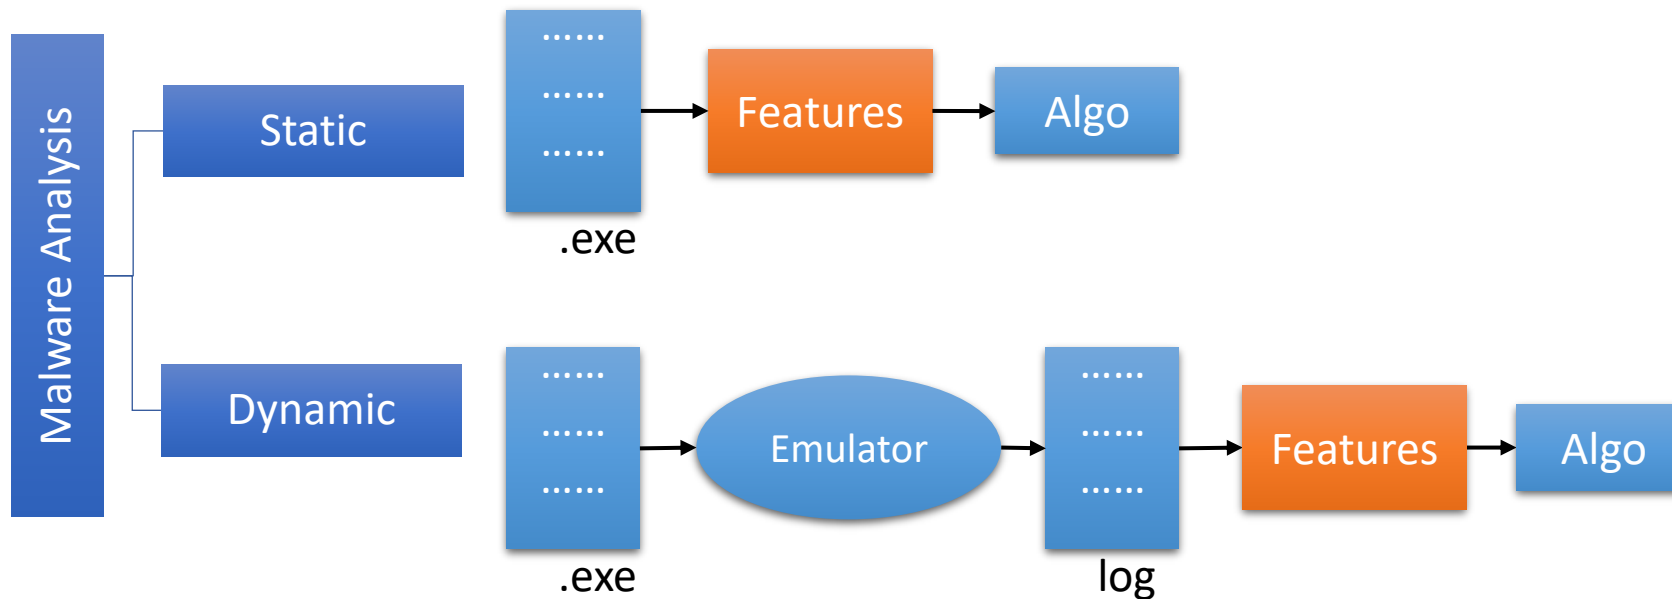 Malware Analysis
Static
......
......
......
.exe
Features
Algo
Dynamic
......
......
......
.exe
Emulator
......
......
......
log
Features
Algo